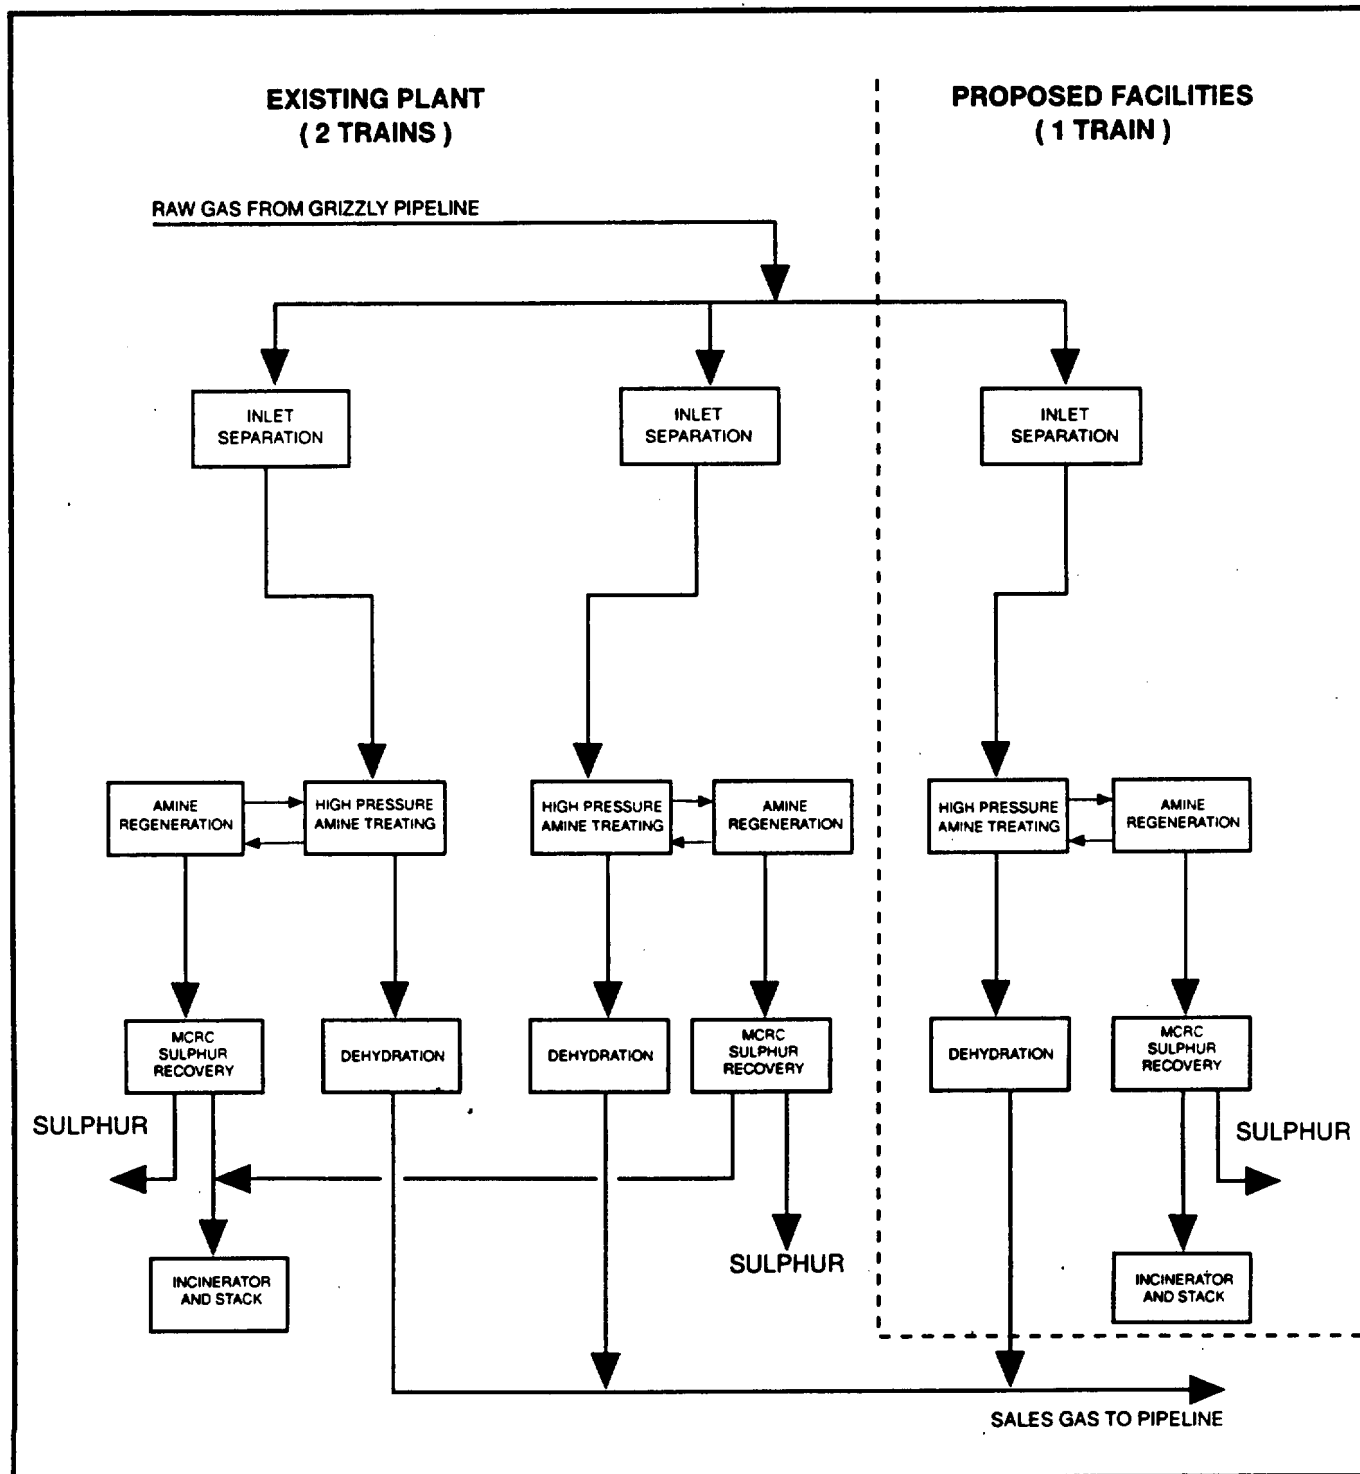 EXISTING PLANT
( 2 TRAINS )
PROPOSED FACILITIES
( 1 TRAIN )
RAW GAS FROM GRIZZLY PIPELINE
INLET
SEPARATION
INLET
SEPARATION
INLET
SEPARATION
AMINE
REGENERATION
HIGH PRESSURE
AMINE TREATING
HIGH PRESSURE
AMINE TREATING
AMINE
REGENERATION
HIGH PRESSURE
AMINE TREATING
AMINE
REGENERATION
MCRC
SULPHUR
RECOVERY
DEHYDRATION
DEHYDRATION
MCRC
SULPHUR
RECOVERY
DEHYDRATION
MCRC
SULPHUR
RECOVERY
SULPHUR
SULPHUR
SULPHUR
INCINERATOR
AND STACK
INCINERATOR
AND STACK
SALES GAS TO PIPELINE